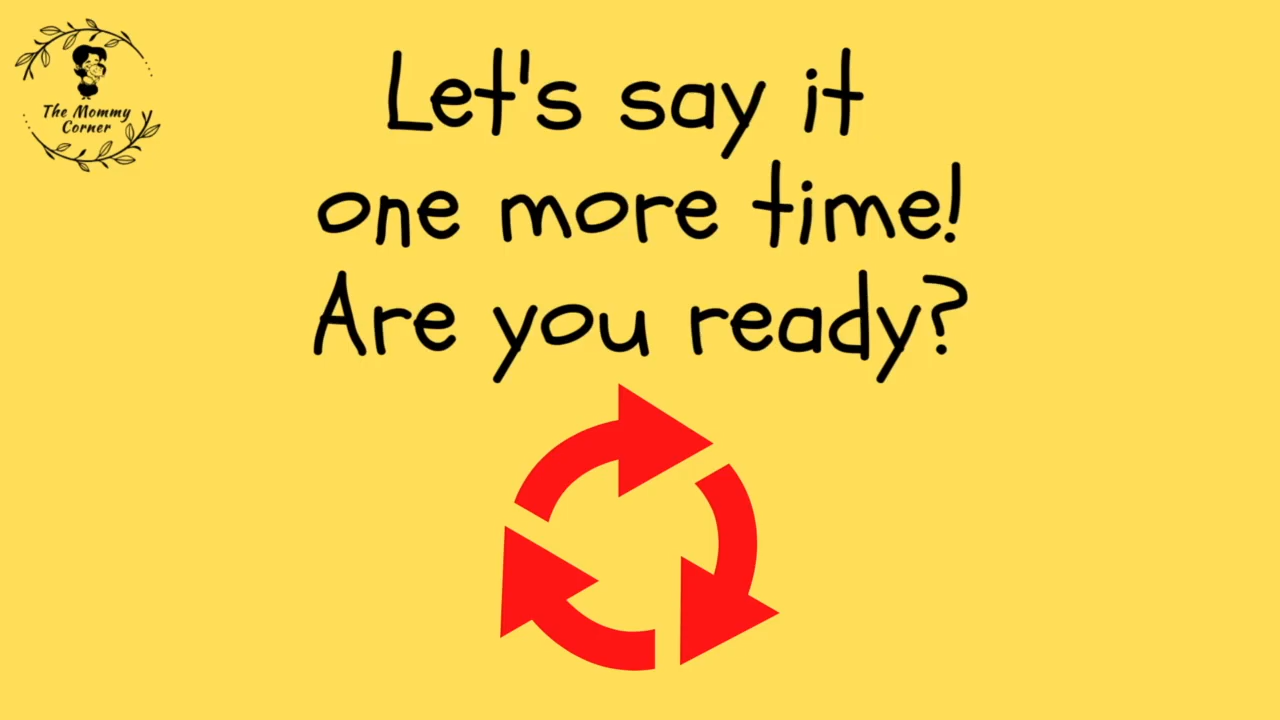 The Mommy
Corner
Let's say it
one more time!
Are you ready?